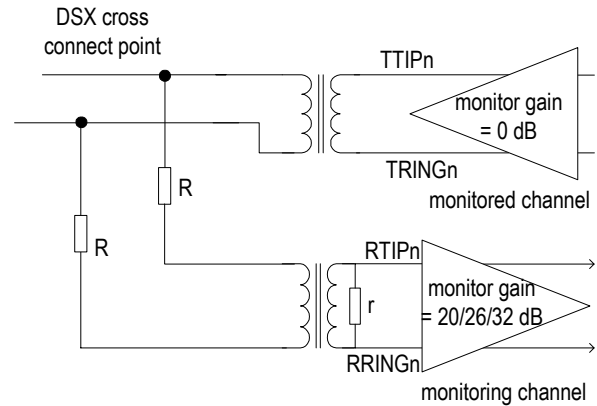 DSX cross
connect point
TTIPn
monitor gain
= 0 dB
TRINGn
monitored channel
R
R
RTIPn
monitor gain
= 20/26/32 dB
r
RRINGn
monitoring channel